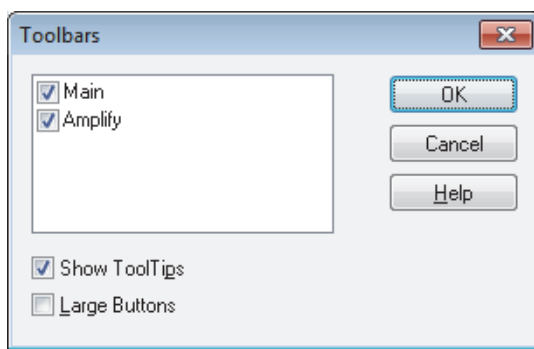 Toolbars
Main
Amplify
OK
Cancel
Help
Show ToolTips
Large Buttons